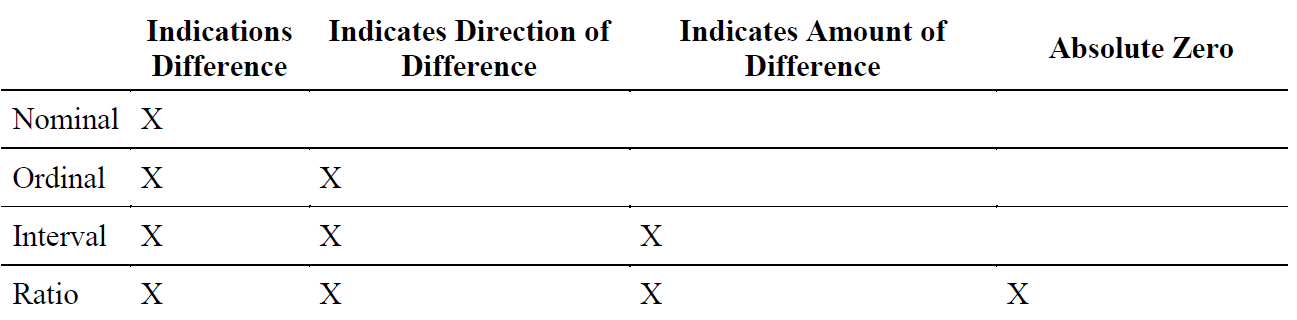 Indications Difference Indicates Direction of Difference Indicates Amount of Difference Absolute Zero
Nominal X
Ordinal X X
Interval X X X
Ratio X X X X